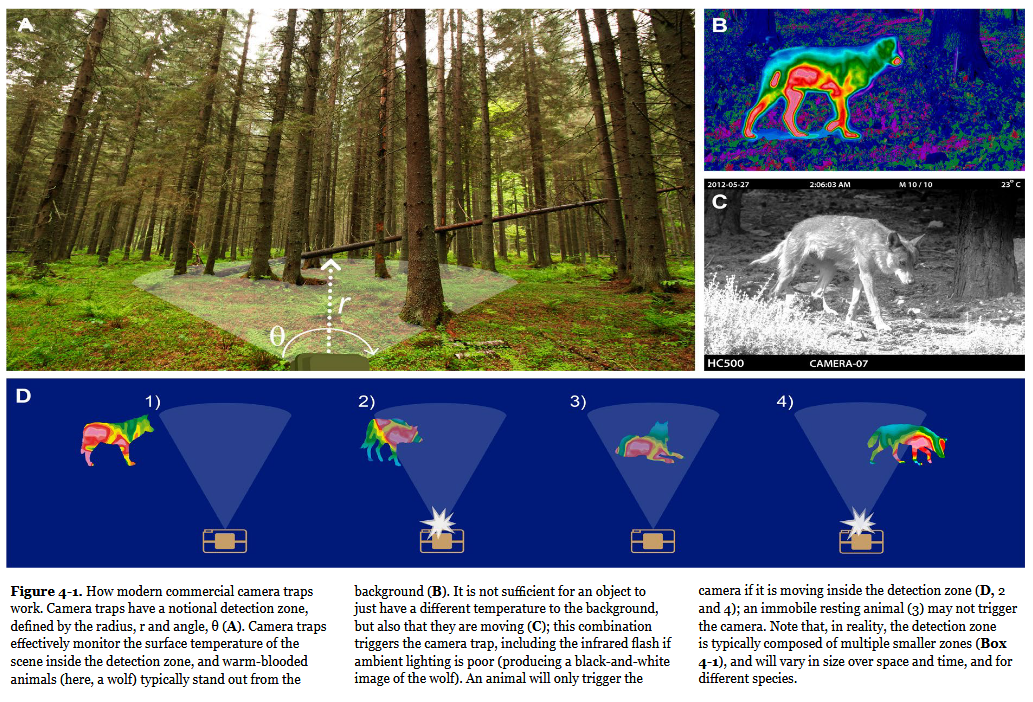 A
θ
r
B
2012-05-27 2:06:03 AM M 10 / 10 23° C
C
HC500 CAMERA-07
D
1)
2)
3)
4)
Figure 4-1. How modern commercial camera traps
work. Camera traps have a notional detection zone,
defined by the radius, r and angle, θ (A). Camera traps
effectively monitor the surface temperature of the
scene inside the detection zone, and warm-blooded
animals (here, a wolf) typically stand out from the
background (B). It is not sufficient for an object to
just have a different temperature to the background,
but also that they are moving (C); this combination
triggers the camera trap, including the infrared flash if
ambient lighting is poor (producing a black-and-white
image of the wolf). An animal will only trigger the
camera if it is moving inside the detection zone (D, 2
and 4); an immobile resting animal (3) may not trigger
the camera. Note that, in reality, the detection zone
is typically composed of multiple smaller zones (Box
4-1), and will vary in size over space and time, and for
different species.